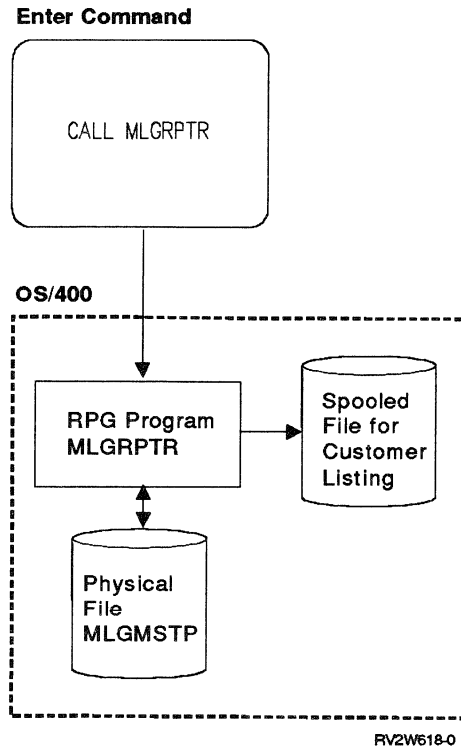 Enter Command
CALL MLGRPTR
OS/400
RPG Program
MLGRPTR
Spooled
File for
Customer
Listing
Physical
File
MLGMSTP
RV2W618-0